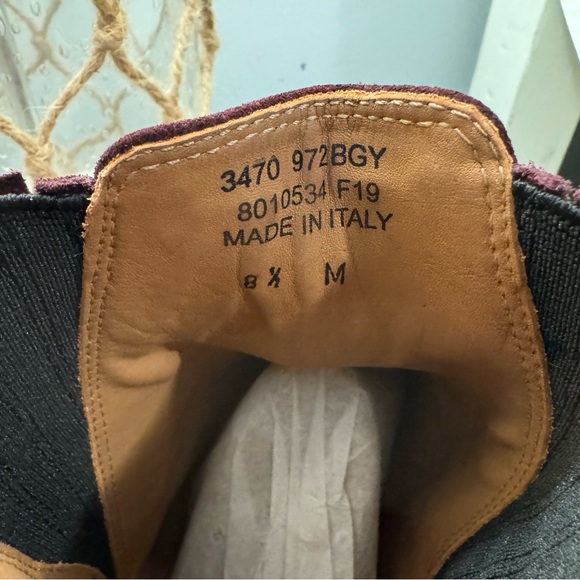 3470 972BGY
8010534 F19
MADE IN ITALY
8 ½ M